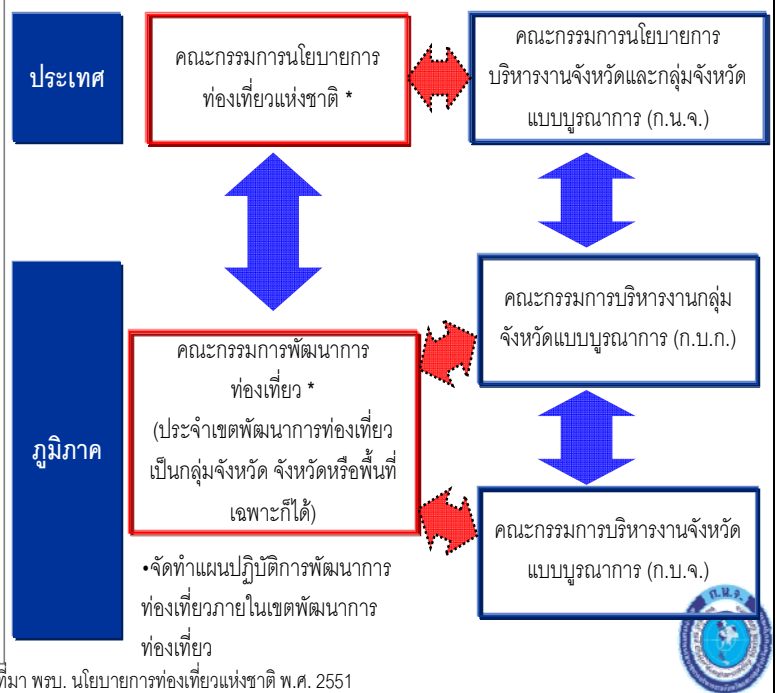 ประเทศ
คณะกรรมการนโยบายการ
ท่องเที่ยวแห่งชาติ *
คณะกรรมการนโยบายการ
บริหารงานจังหวัดและกลุ่มจังหวัด
แบบบูรณาการ (ก.น.จ.)
ภูมิภาค
คณะกรรมการพัฒนาการ
ท่องเที่ยว *
(ประจำเขตพัฒนาการท่องเที่ยว
เป็นกลุ่มจังหวัด จังหวัดหรือพื้นที่
เฉพาะก็ได้)
คณะกรรมการบริหารงานกลุ่ม
จังหวัดแบบบูรณาการ (ก.บ.ก.)
คณะกรรมการบริหารงานจังหวัด
แบบบูรณาการ (ก.บ.จ.)
•จัดทำแผนปฏิบัติการพัฒนาการ
ท่องเที่ยวภายในเขตพัฒนาการ
ท่องเที่ยว
ก.น.จ.
ที่มา พรบ. นโยบายการท่องเที่ยวแห่งชาติ พ.ศ. 2551